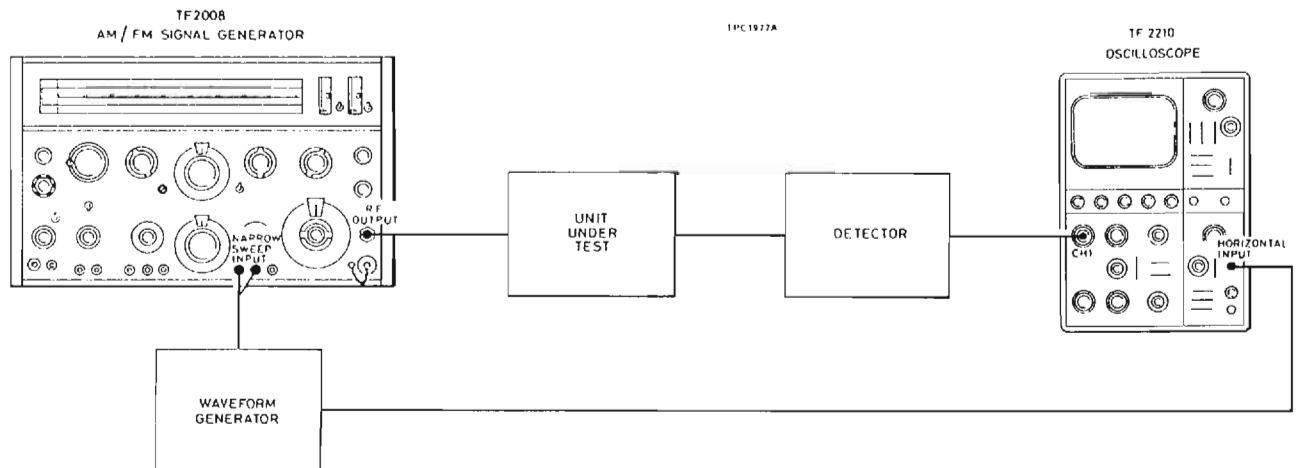 TF2008
AM/FM SIGNAL GENERATOR
TPC1977A
TF 2210
OSCILLOSCOPE
R.F.
OUTPUT
NARROW
SWEEP
INPUT
UNIT
UNDER
TEST
DETECTOR
CH1
HORIZONTAL
INPUT
WAVEFORM
GENERATOR